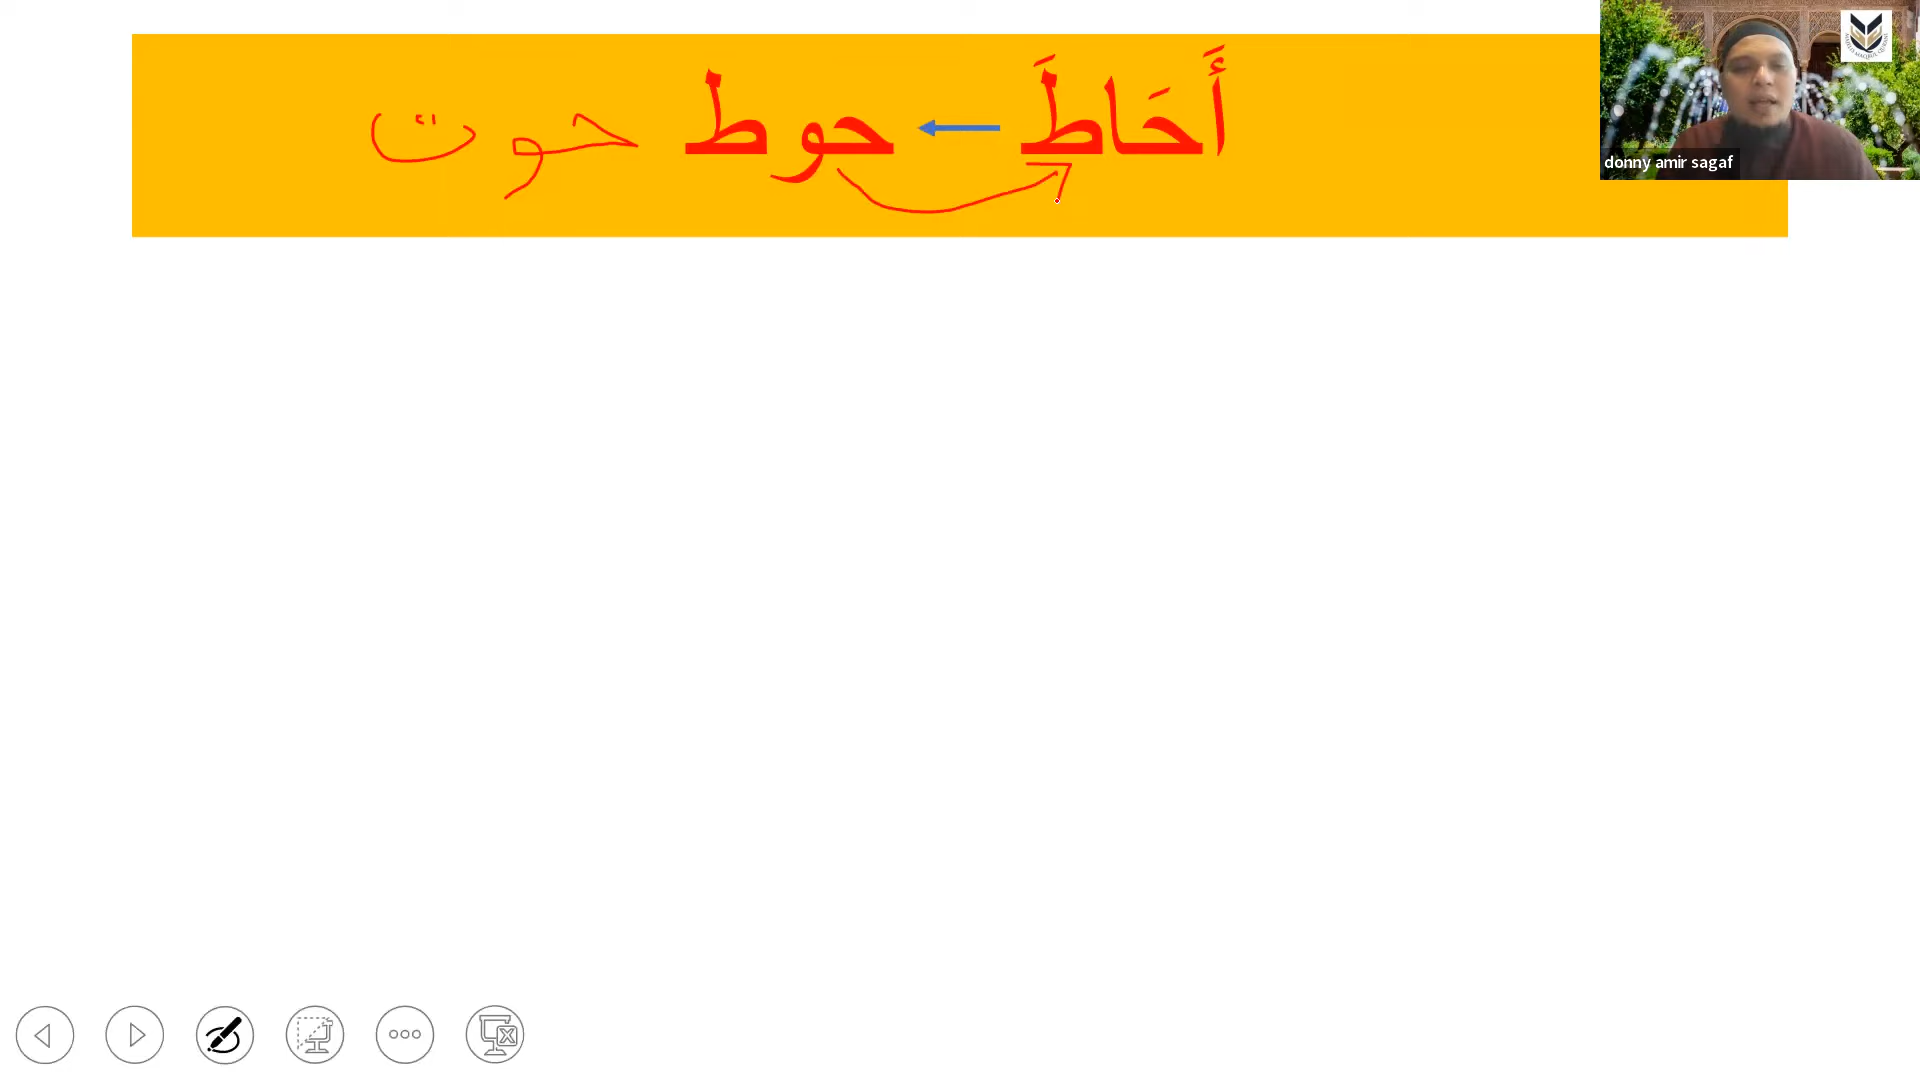 أَحَاطَ ← حوط حوت
donny amir sagaf